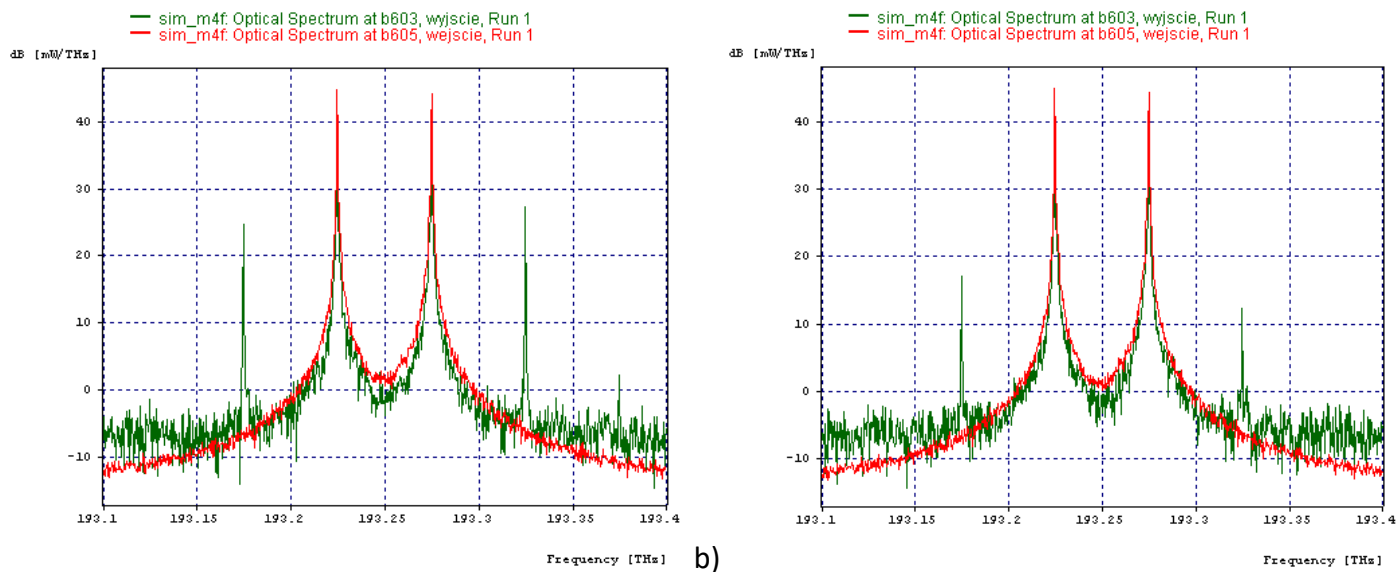 sim_m4f: Optical Spectrum at b603, wyjscie, Run 1
sim_m4f: Optical Spectrum at b605, wejscie, Run 1
dB [mW/THz]
40
30
20
10
0
-10
193.1 193.15 193.2 193.25 193.3 193.35 193.4
Frequency [THz]
b)
sim_m4f: Optical Spectrum at b603, wyjscie, Run 1
sim_m4f: Optical Spectrum at b605, wejscie, Run 1
dB [mW/THz]
40
30
20
10
0
-10
193.1 193.15 193.2 193.25 193.3 193.35 193.4
Frequency [THz]